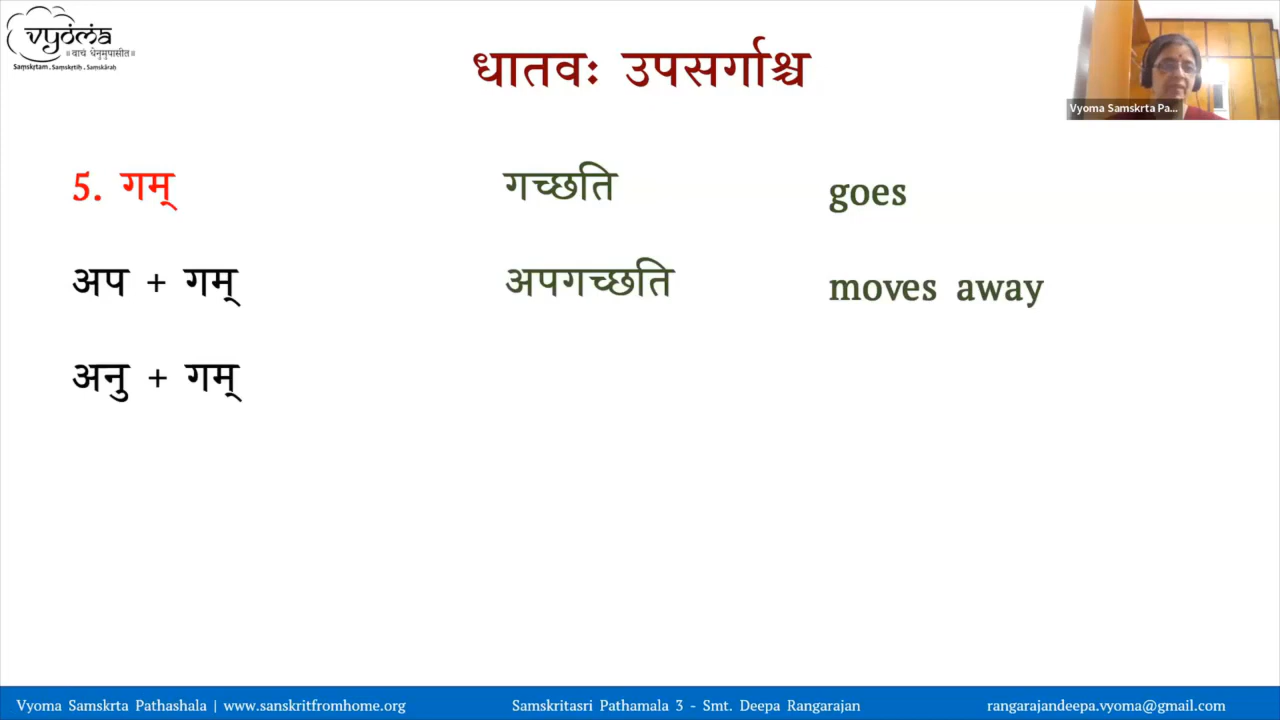 vyoma
॥ वाचं धेनुमुपासीत॥
Saṃskṛtam . Saṃskṛtiḥ . Saṃskāraḥ
धातवः उपसर्गाश्च
Vyoma Samskrta Pa...
5. गम् गच्छति goes
अप + गम् अपगच्छति moves away
अनु + गम्
Vyoma Samskrta Pathashala | www.sanskritfromhome.org Samskritasri Pathamala 3 - Smt. Deepa Rangarajan rangarajandeepa.vyoma@gmail.com